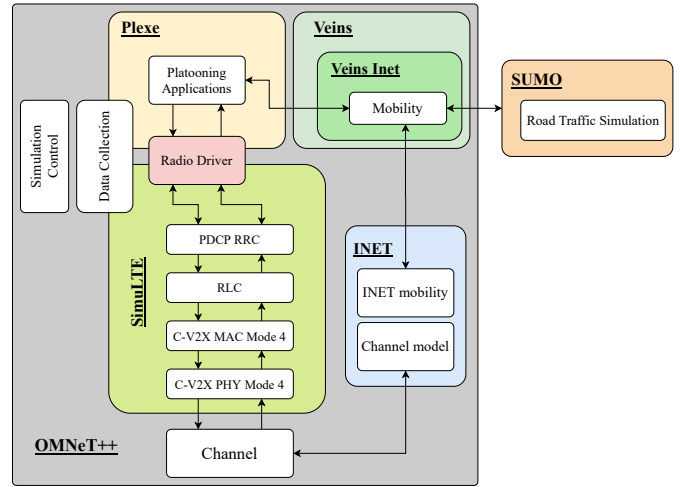 Plexe
Veins
Platooning
Applications
Veins Inet
Mobility
SUMO
Road Traffic Simulation
Simulation
Control
Data Collection
Radio Driver
SimuLTE
PDCP RRC
RLC
C-V2X MAC Mode 4
C-V2X PHY Mode 4
INET
INET mobility
Channel model
OMNeT++
Channel